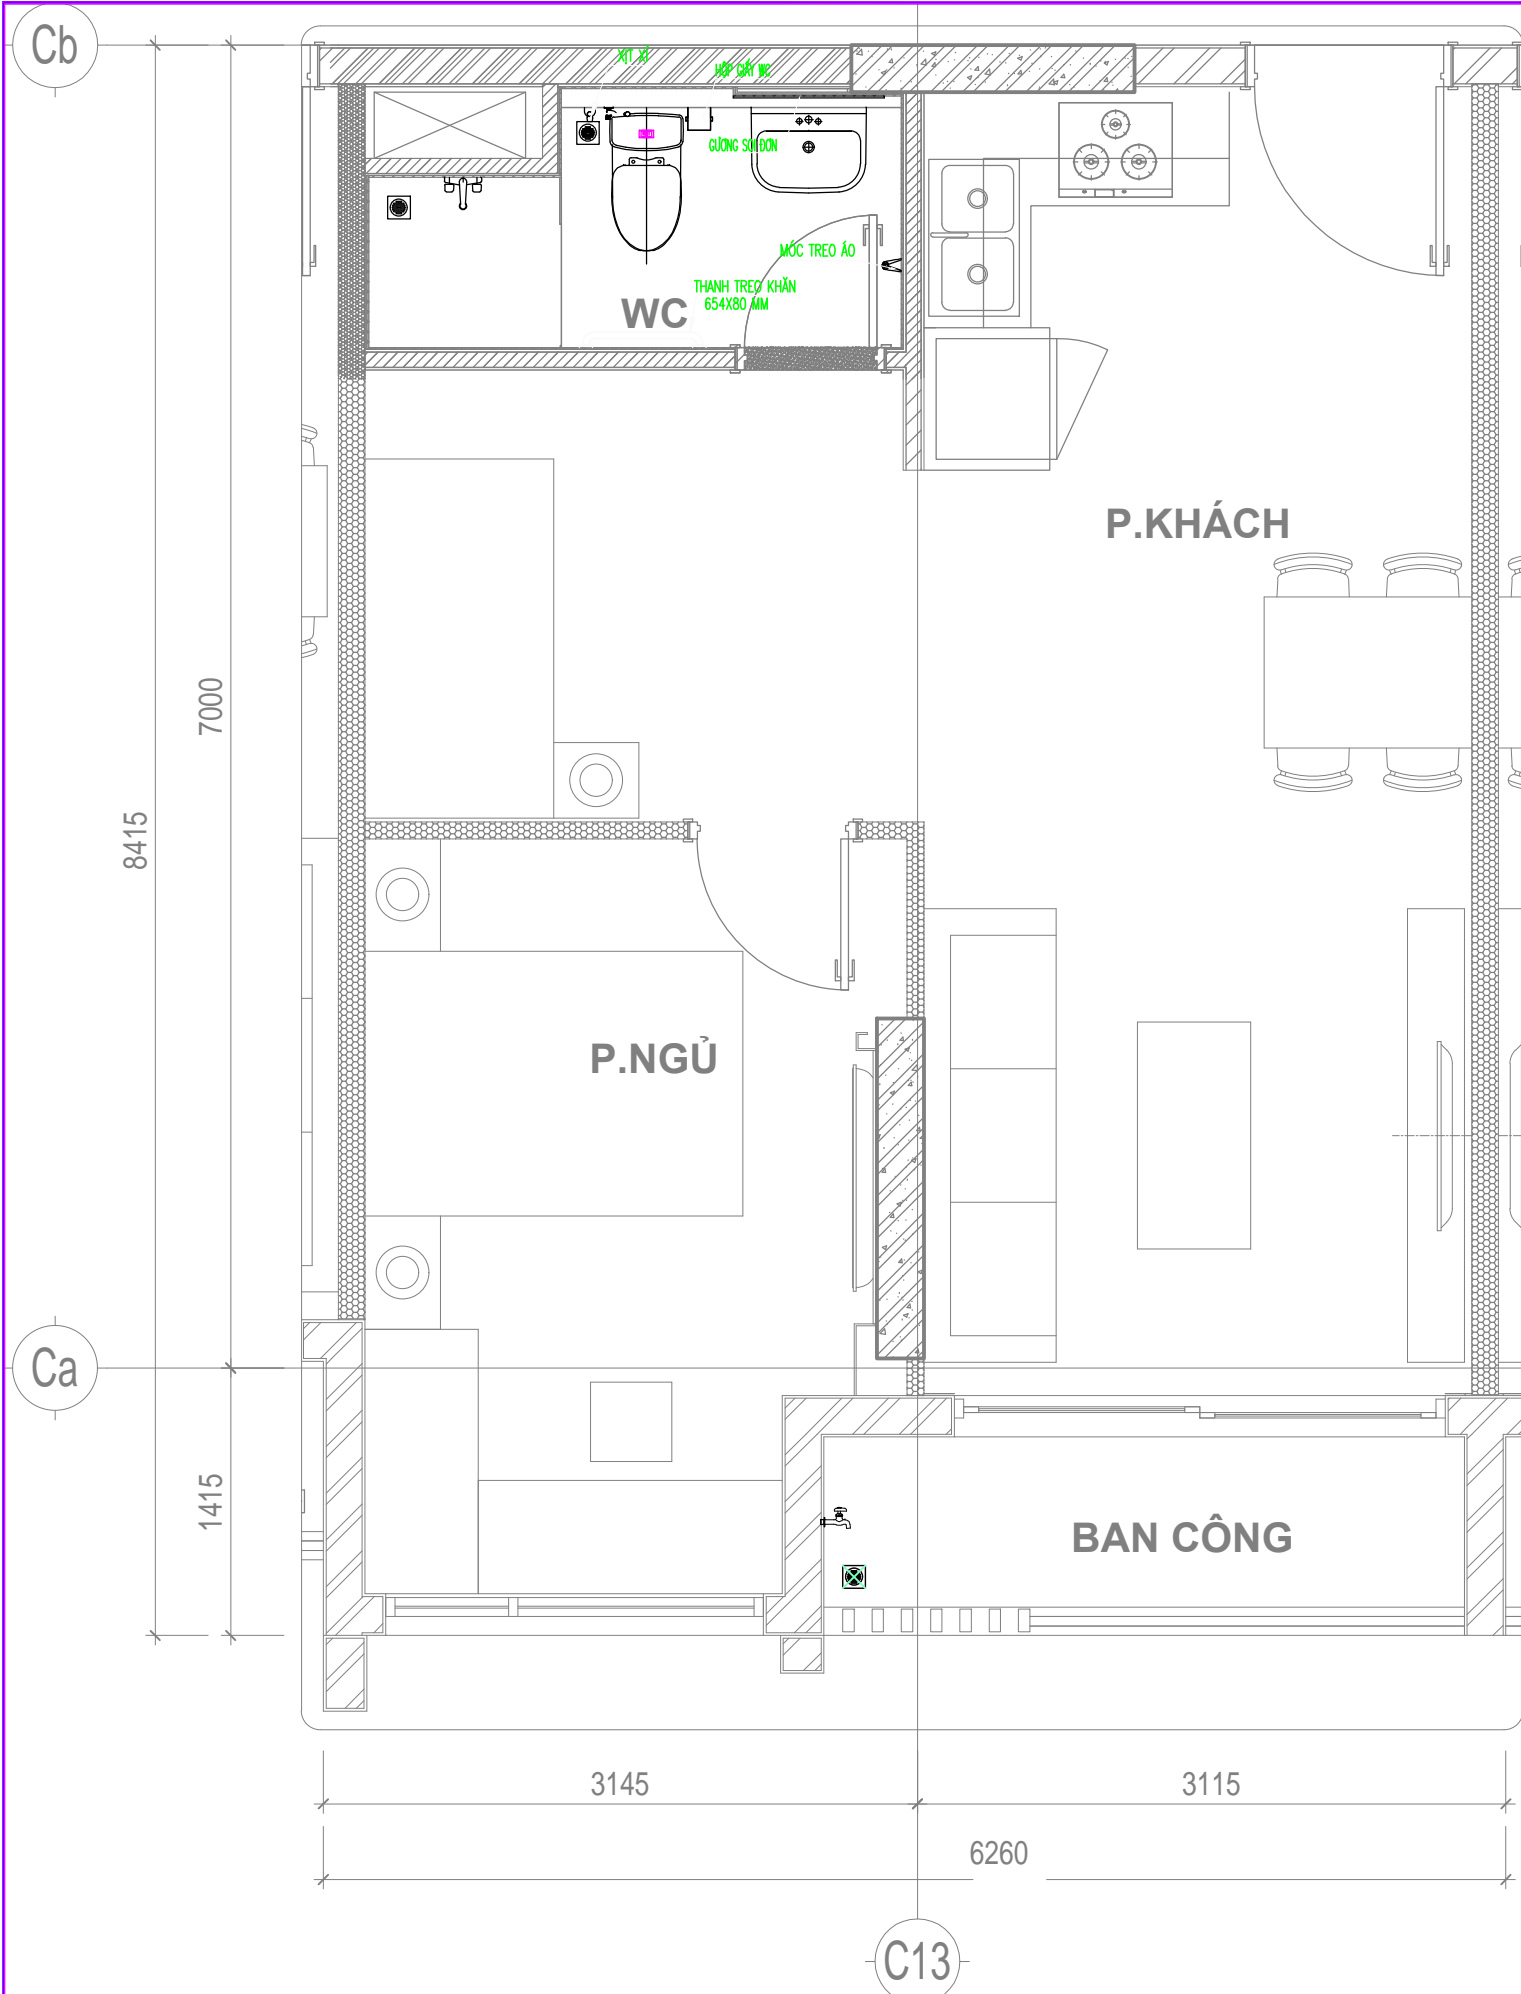 Cb
XỊT XÍ
HỘP GIẤY WC
GƯƠNG SOI ĐƠN
MÓC TREO ÁO
THANH TREO KHĂN
654X80 MM
WC
P.KHÁCH
7000
8415
P.NGỦ
Ca
1415
BAN CÔNG
3145
3115
6260
C13